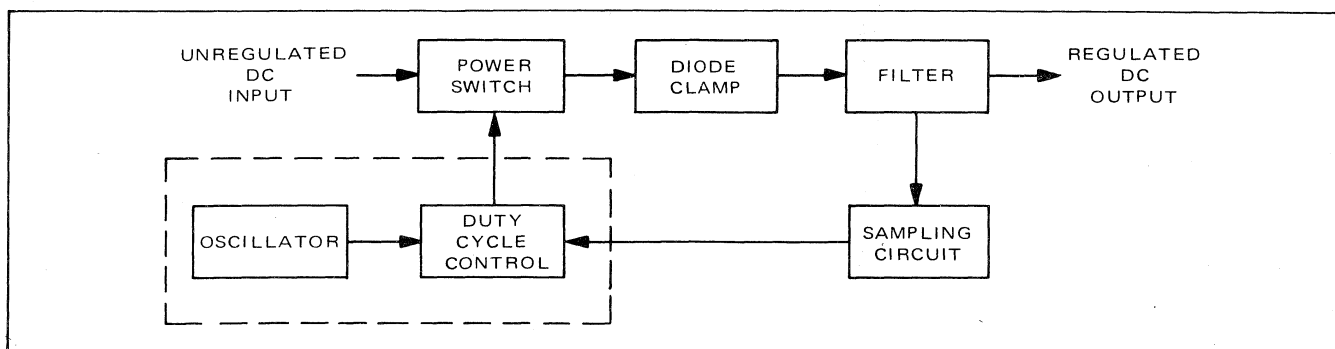 UNREGULATED
DC
INPUT
POWER
SWITCH
DIODE
CLAMP
FILTER
REGULATED
DC
OUTPUT
OSCILLATOR
DUTY
CYCLE
CONTROL
SAMPLING
CIRCUIT